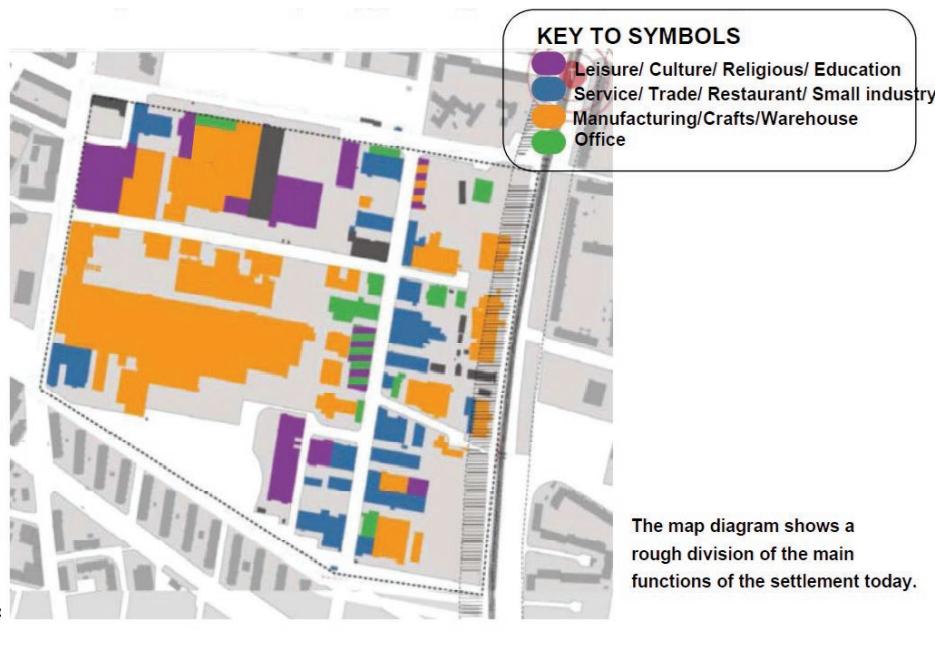 KEY TO SYMBOLS
Leisure/ Culture/ Religious/ Education
Service/ Trade/ Restaurant/ Small industry
Manufacturing/Crafts/Warehouse
Office
The map diagram shows a
rough division of the main
functions of the settlement today.